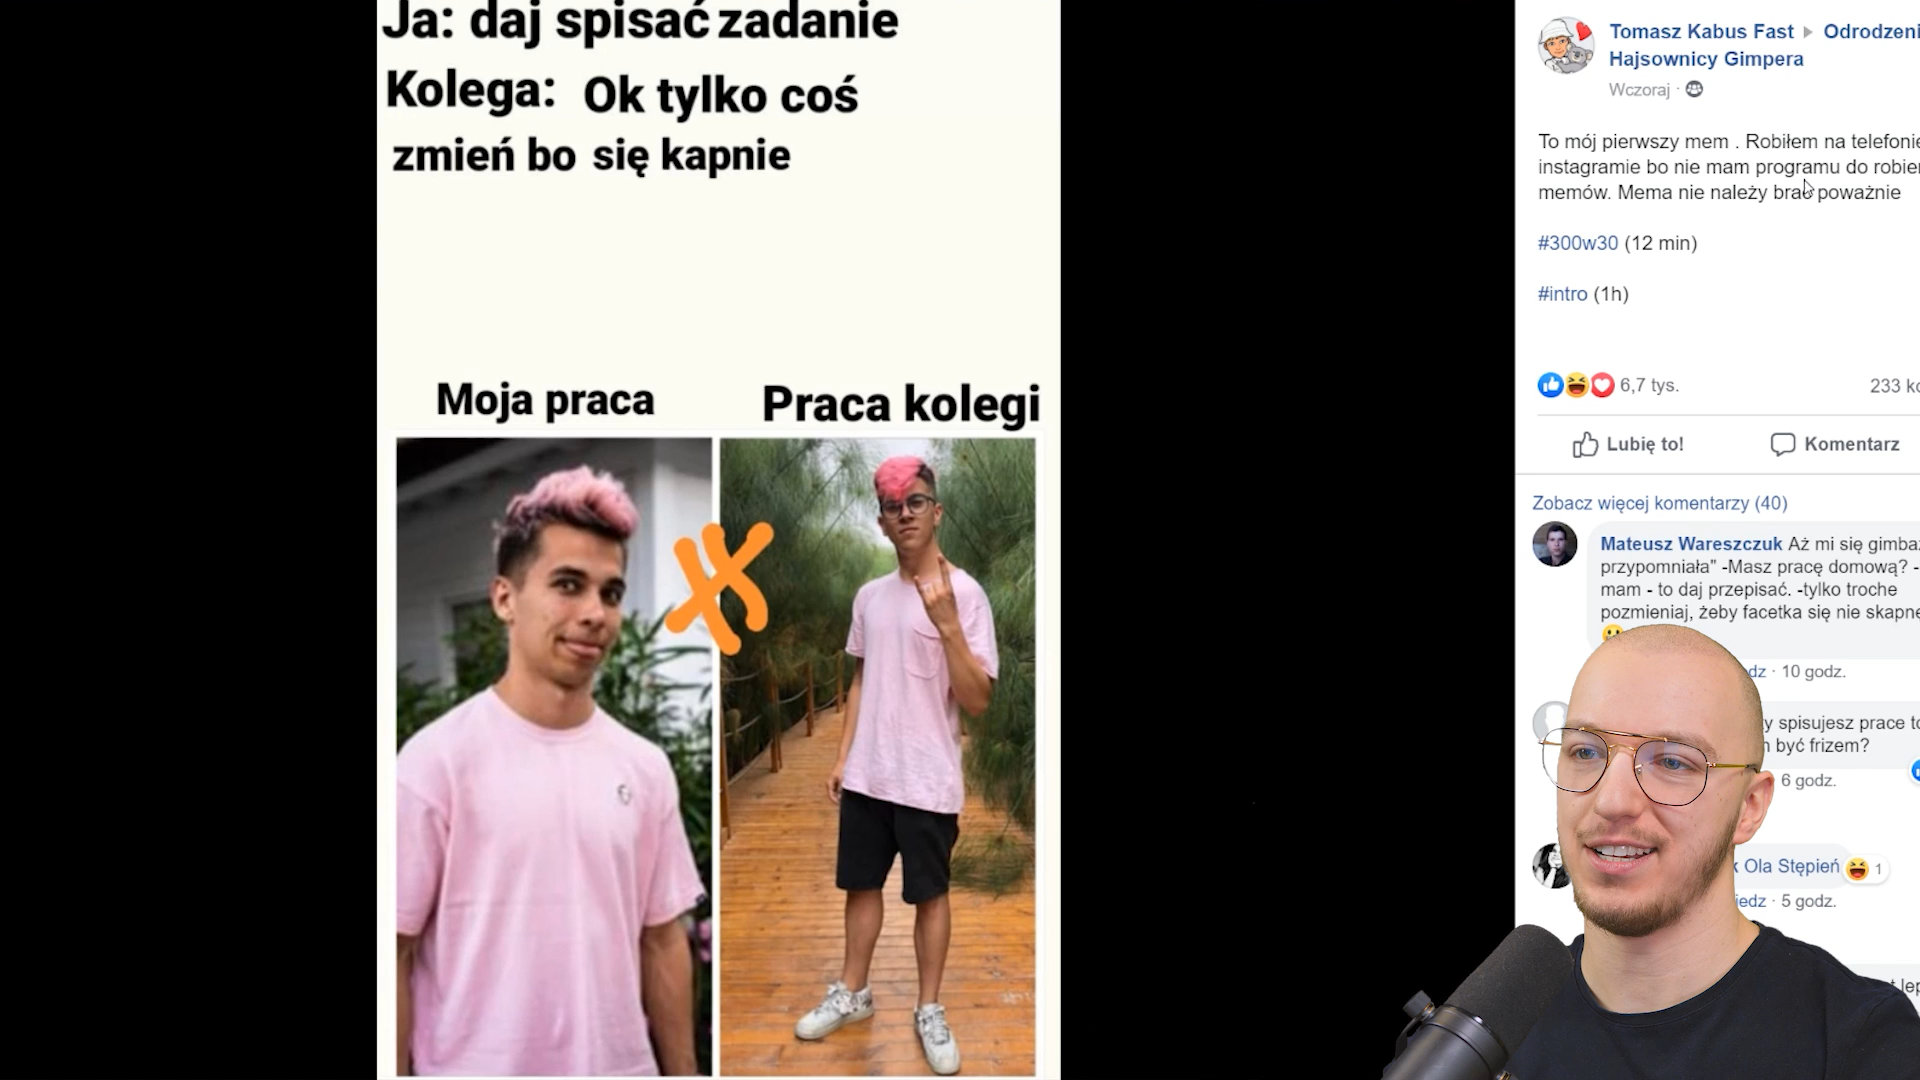 Ja: daj spisać zadanie
Kolega: Ok tylko coś
zmień bo się kapnie
Moja praca
Praca kolegi
Tomasz Kabus Fast
Hajsownicy Gimpera
Wczoraj ·
To mój pierwszy mem . Robiłem na
instagramie bo nie mam programu do
memów. Mema nie należy brać poważnie
#300w30 (12 min)
#intro (1h)
6,7 tys.
233
Lubię to!
Komentarz
Zobacz więcej komentarzy (40)
Mateusz Wareszczuk Aż mi się
przypomniała" -Masz pracę domową? -
mam - to daj przepisać. -tylko troche
pozmieniaj, żeby facetka się nie
· 10 godz.
spisujesz prace
być frizem?
6 godz.
Ola Stępień
1
· 5 godz.